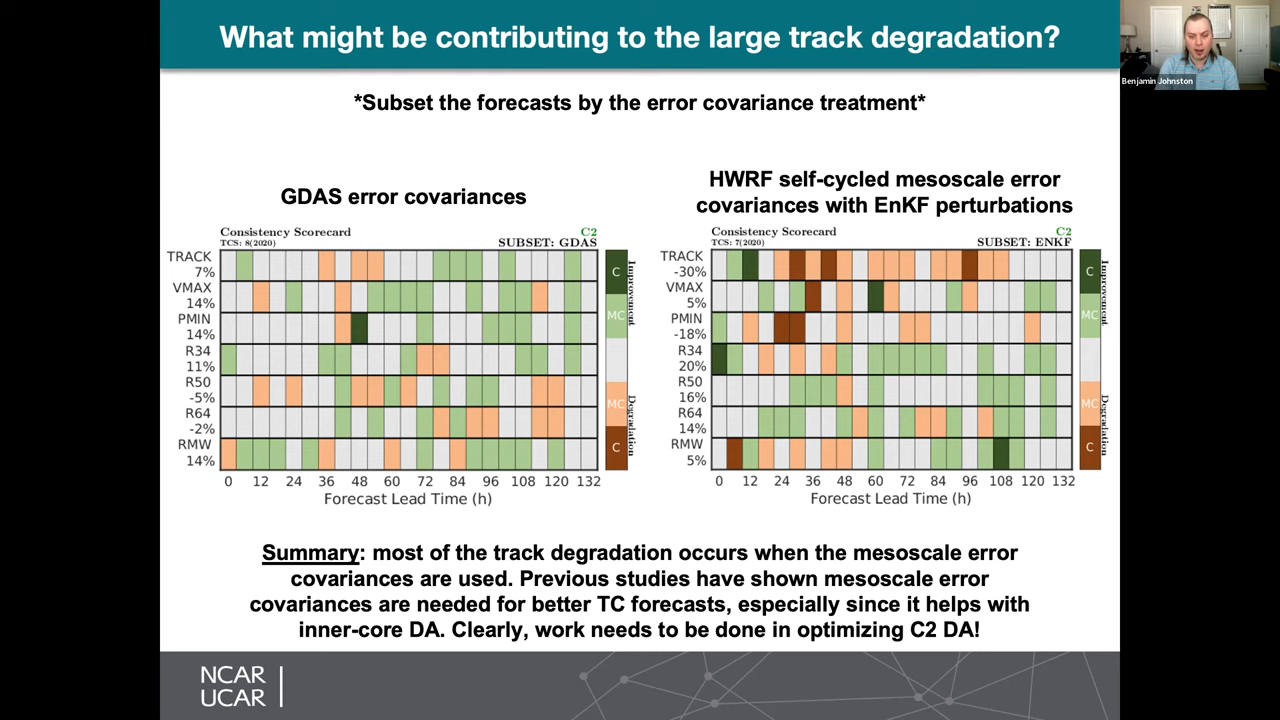 What might be contributing to the large track degradation?
Benjamin Johnston
*Subset the forecasts by the error covariance treatment*
GDAS error covariances
Consistency Scorecard
C2
TCS: 8(2020)
SUBSET: GDAS
TRACK
7%
VMAX
14%
PMIN
14%
R34
11%
R50
-5%
R64
-2%
RMW
14%
0 12 24 36 48 60 72 84 96 108 120 132
Forecast Lead Time (h)
C
MC
MC
C
Improvement
Degradation
HWRF self-cycled mesoscale error
covariances with EnKF perturbations
Consistency Scorecard
C2
TCS: 7(2020)
SUBSET: ENKF
TRACK
-30%
VMAX
5%
PMIN
-18%
R34
20%
R50
16%
R64
14%
RMW
5%
0 12 24 36 48 60 72 84 96 108 120 132
Forecast Lead Time (h)
C
MC
MC
C
Improvement
Degradation
Summary: most of the track degradation occurs when the mesoscale error
covariances are used. Previous studies have shown mesoscale error
covariances are needed for better TC forecasts, especially since it helps with
inner-core DA. Clearly, work needs to be done in optimizing C2 DA!
NCAR
UCAR